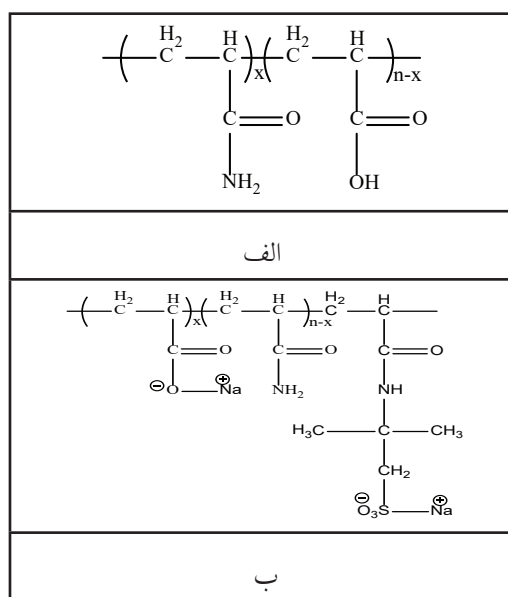 H₂ H H₂ H
( C C )x ( C C )n-x
C O C O
NH₂ OH
الف
H₂ H H₂ H H₂ H
( C C )x ( C C )n-x C C
C O C O C O
⊖ O Na ⊕ NH₂ NH
H₃C C CH₃
CH₂
⊖ O₃S Na ⊕
ب